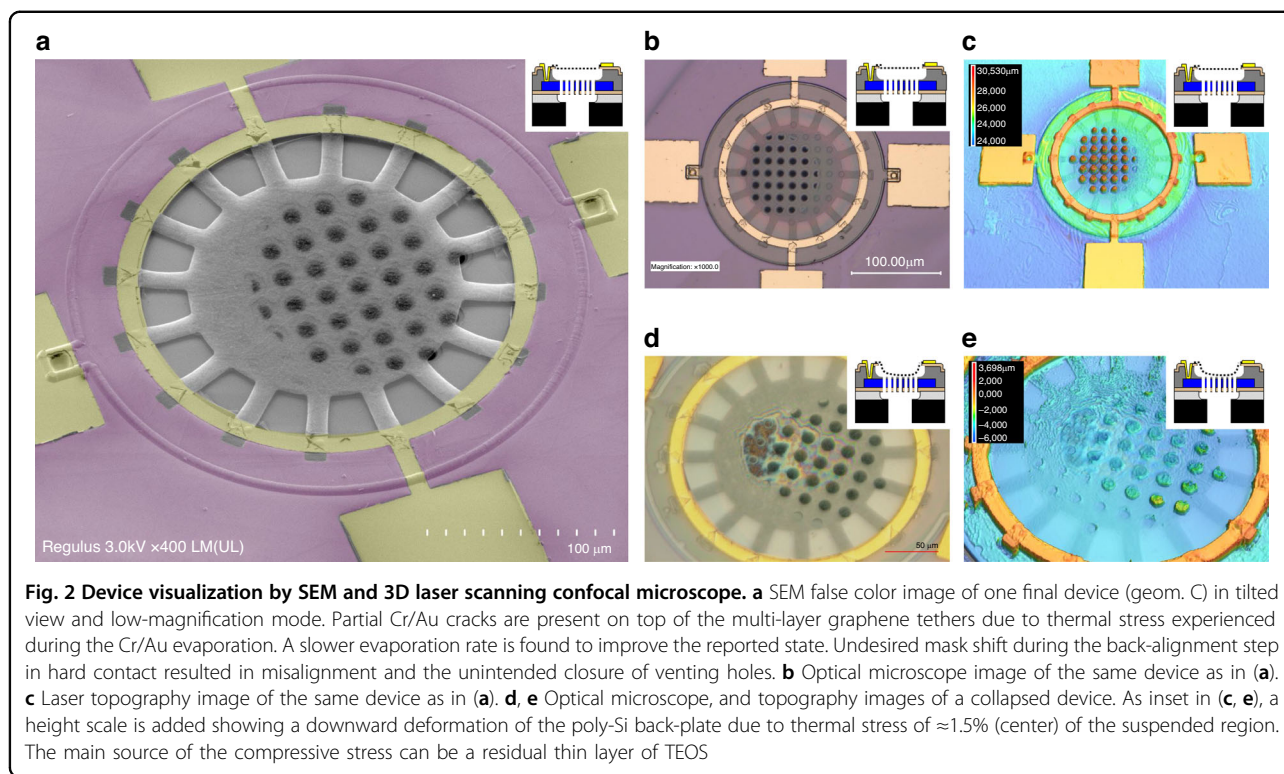 a
b
c
Regulus 3.0kV ×400 LM(UL)
100 μm
Magnification: ×1000.0
100.00μm
30,530μm
28,000
26,000
24,000
24,000
d
e
50 μm
3,698μm
2,000
0,000
−2,000
−4,000
−6,000
Fig. 2 Device visualization by SEM and 3D laser scanning confocal microscope. a SEM false color image of one final device (geom. C) in tilted
view and low-magnification mode. Partial Cr/Au cracks are present on top of the multi-layer graphene tethers due to thermal stress experienced
during the Cr/Au evaporation. A slower evaporation rate is found to improve the reported state. Undesired mask shift during the back-alignment step
in hard contact resulted in misalignment and the unintended closure of venting holes. b Optical microscope image of the same device as in (a).
c Laser topography image of the same device as in (a). d, e Optical microscope, and topography images of a collapsed device. As inset in (c, e), a
height scale is added showing a downward deformation of the poly-Si back-plate due to thermal stress of ≈1.5% (center) of the suspended region.
The main source of the compressive stress can be a residual thin layer of TEOS